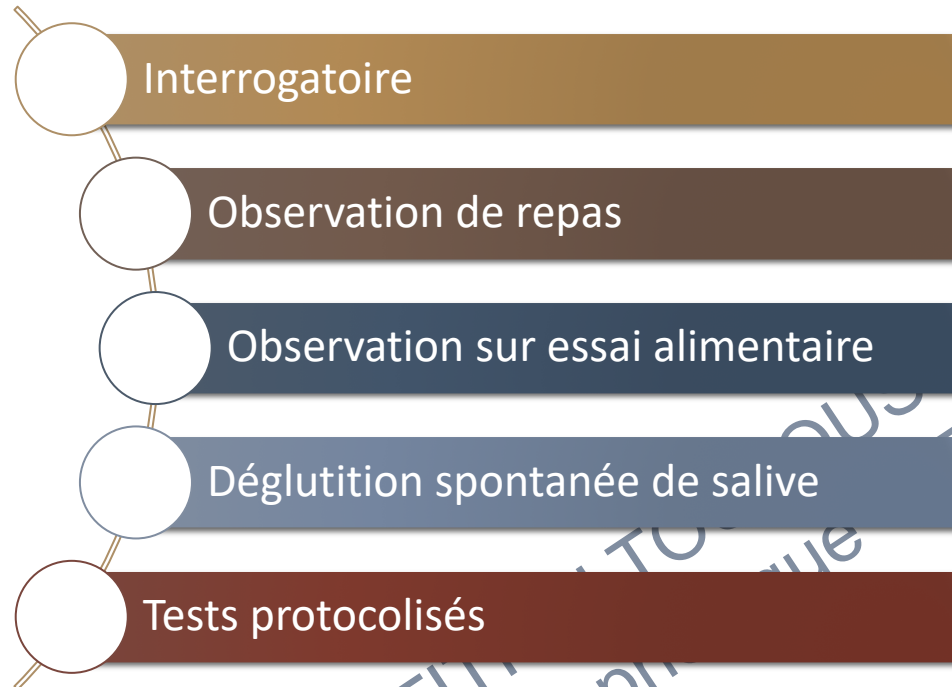 Interrogatoire
Observation de repas
Observation sur essai alimentaire
Déglutition spontanée de salive
Tests protocolisés